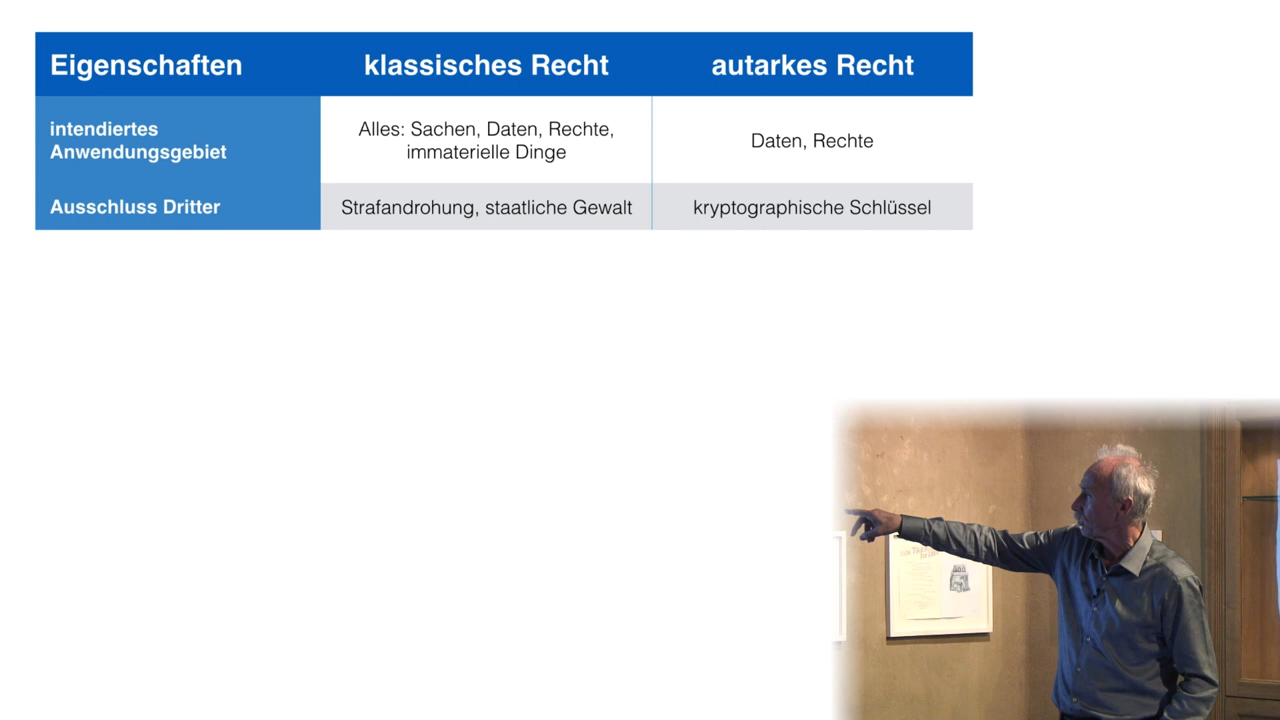 Eigenschaften klassisches Recht autarkes Recht
intendiertes
Anwendungsgebiet
Alles: Sachen, Daten, Rechte,
immaterielle Dinge
Daten, Rechte
Ausschluss Dritter Strafandrohung, staatliche Gewalt kryptographische Schlüssel